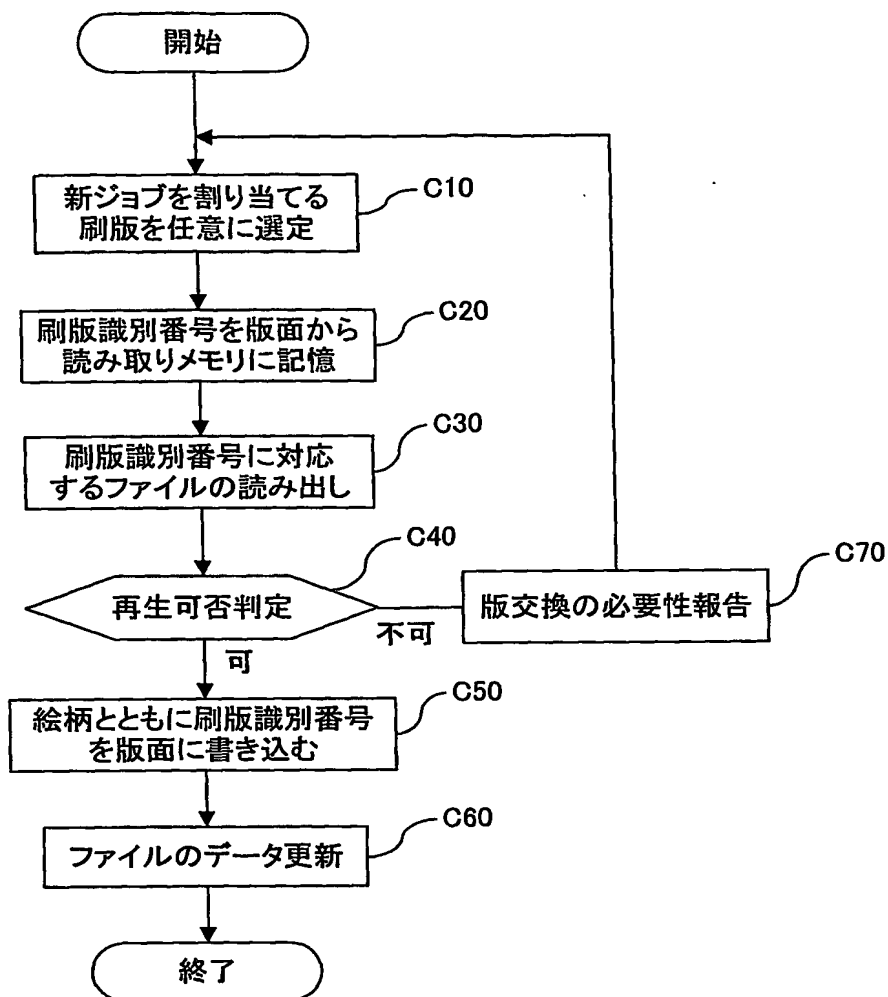 開始
新ジョブを割り当てる
刷版を任意に選定
C10
刷版識別番号を版面から
読み取りメモリに記憶
C20
刷版識別番号に対応
するファイルの読み出し
C30
再生可否判定
C40
不可
版交換の必要性報告
C70
可
絵柄とともに刷版識別番号
を版面に書き込む
C50
ファイルのデータ更新
C60
終了